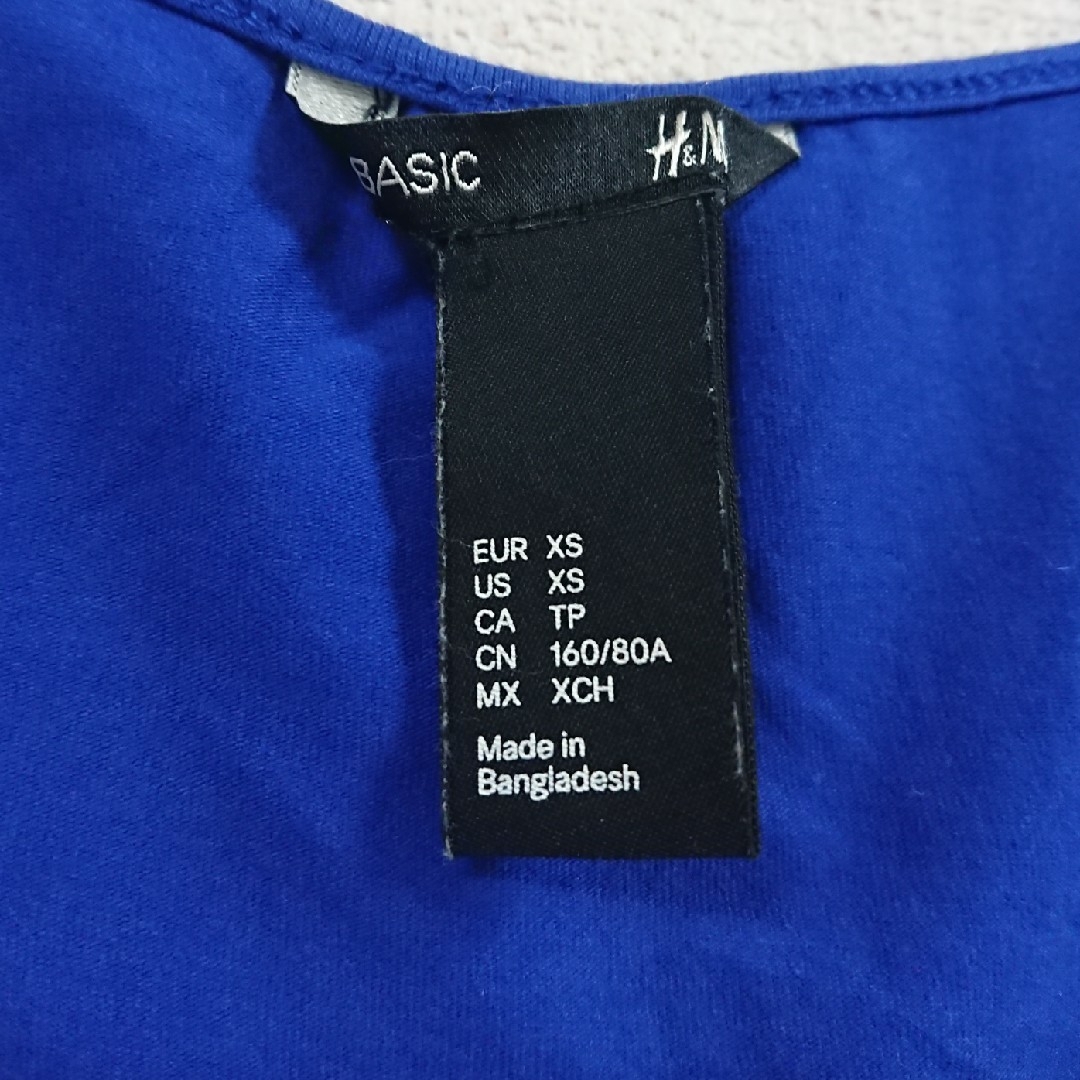 BASIC H&M
EUR XS
US XS
CA TP
CN 160/80A
MX XCH
Made in
Bangladesh